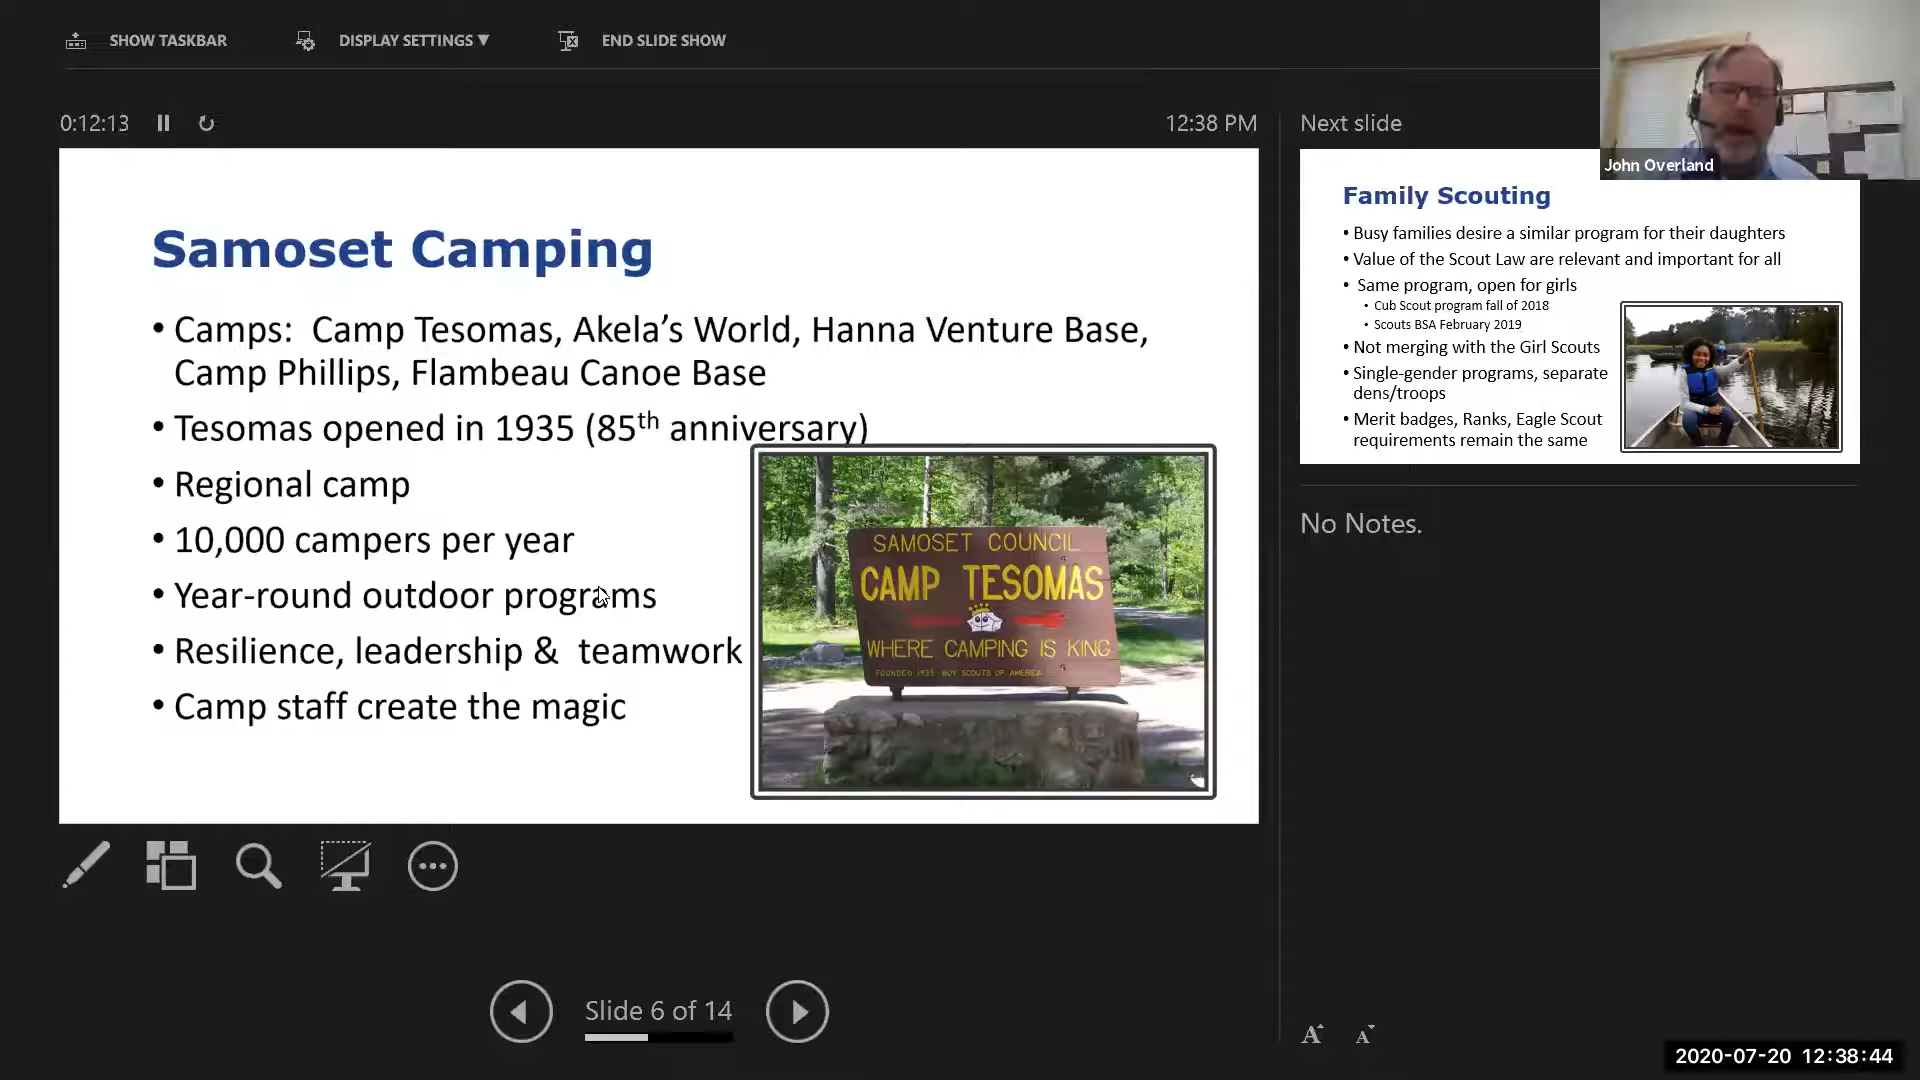 SHOW TASKBAR
DISPLAY SETTINGS ▼
END SLIDE SHOW
0:12:13
12:38 PM
Next slide
John Overland
Samoset Camping
• Camps:  Camp Tesomas, Akela’s World, Hanna Venture Base,
Camp Phillips, Flambeau Canoe Base
• Tesomas opened in 1935 (85th anniversary)
• Regional camp
• 10,000 campers per year
• Year-round outdoor programs
• Resilience, leadership &  teamwork
• Camp staff create the magic
SAMOSET COUNCIL
CAMP TESOMAS
WHERE CAMPING IS KING
FOUNDED 1935 BOY SCOUTS OF AMERICA
Family Scouting
• Busy families desire a similar program for their daughters
• Value of the Scout Law are relevant and important for all
• Same program, open for girls
• Cub Scout program fall of 2018
• Scouts BSA February 2019
• Not merging with the Girl Scouts
• Single-gender programs, separate
dens/troops
• Merit badges, Ranks, Eagle Scout
requirements remain the same
No Notes.
Slide 6 of 14
A A
2020-07-20 12:38:44